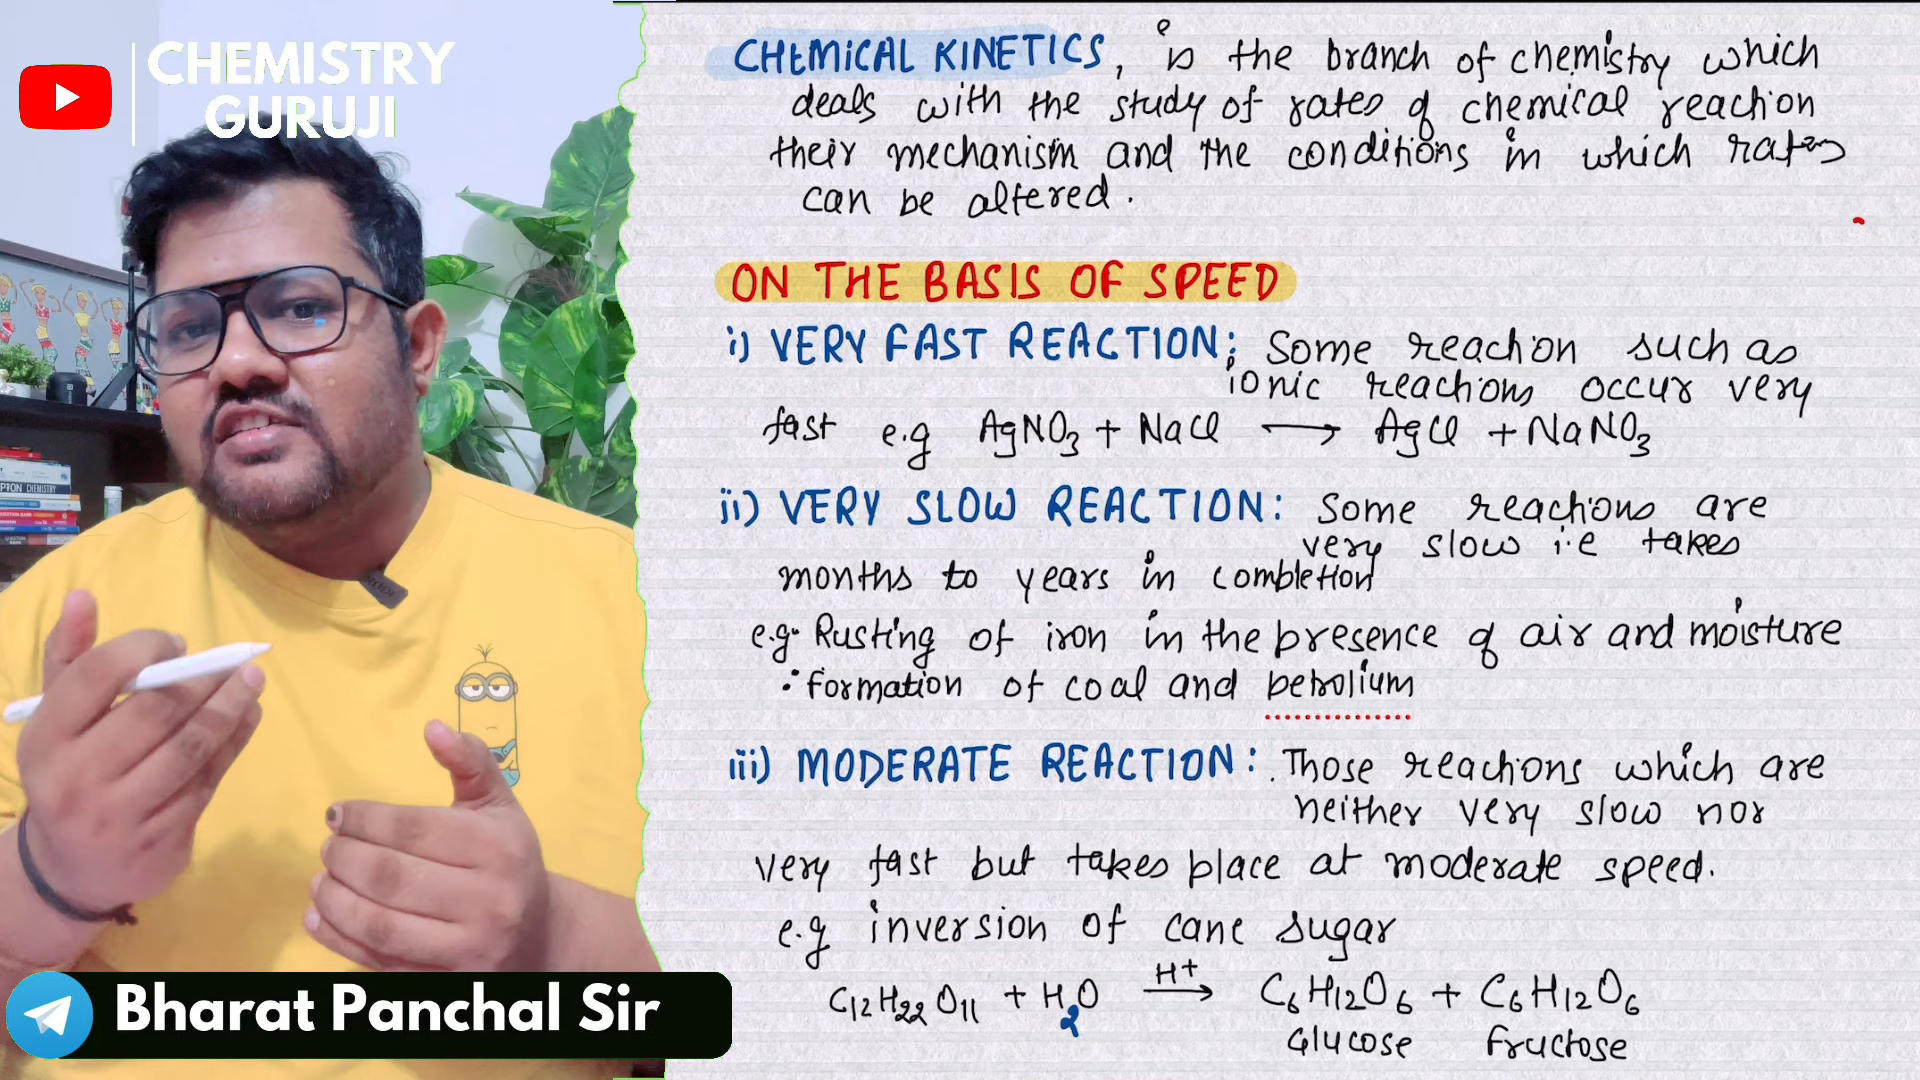 CHEMISTRY
GURUJI
CHEMICAL KINETICS, is the branch of chemistry which
deals with the study of rates of chemical reaction
their mechanism and the conditions in which rates
can be altered.
ON THE BASIS OF SPEED
i) VERY FAST REACTION: Some reaction such as
ionic reactions occur very
fast e.g AgNO₃ + NaCl ⟶ AgCl + NaNO₃
ii) VERY SLOW REACTION: Some reactions are
very slow i.e takes
months to years in completion
e.g. Rusting of iron in the presence of air and moisture
• formation of coal and petrolium
iii) MODERATE REACTION: Those reactions which are
neither very slow nor
very fast but takes place at moderate speed.
e.g inversion of cane sugar
C₁₂H₂₂O₁₁ + H₂O H⁺⟶ C₆H₁₂O₆ + C₆H₁₂O₆
Glucose fructose
Bharat Panchal Sir
CHEMISTRY